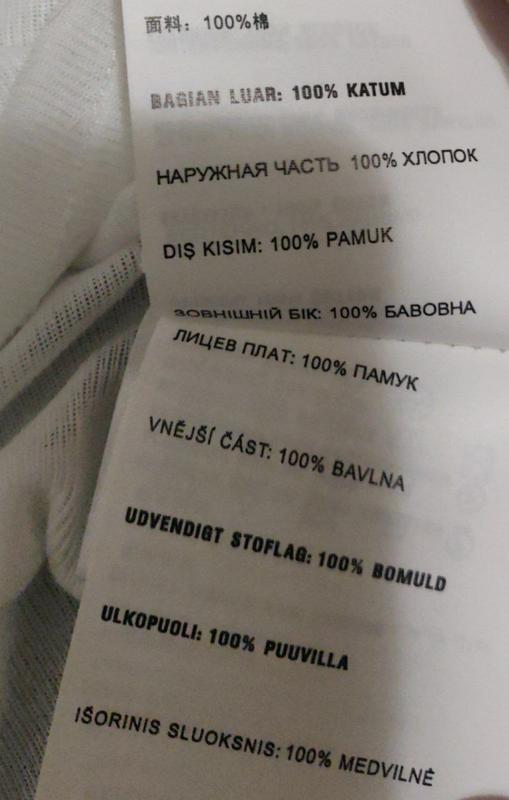 面料：100%棉
BAGIAN LUAR: 100% KATUM
НАРУЖНАЯ ЧАСТЬ 100% ХЛОПОК
DIŞ KISIM: 100% PAMUK
ЗОВНІШНІЙ БІК: 100% БАВОВНА
ЛИЦЕВ ПЛАТ: 100% ПАМУК
VNĚJŠÍ ČÁST: 100% BAVLNA
UDVENDIGT STOFLAG: 100% BOMULD
ULKOPUOLI: 100% PUUVILLA
IŠORINIS SLUOKSNIS: 100% MEDVILNĖ